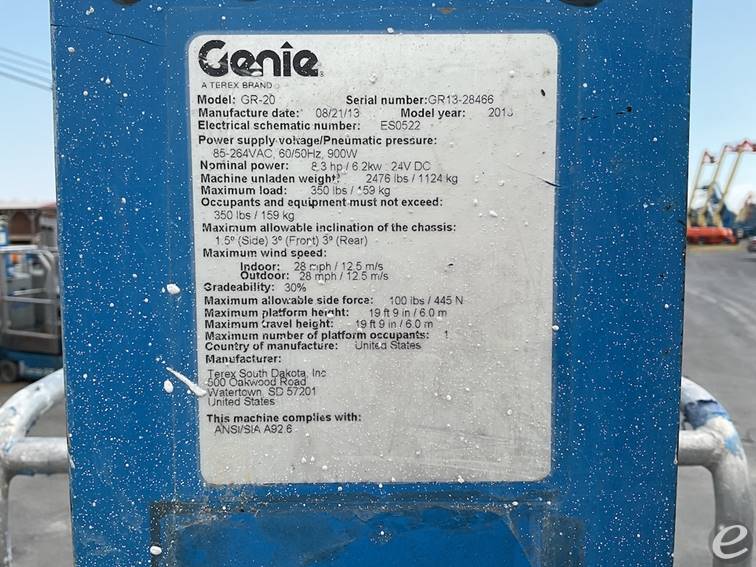 Genie
A TEREX BRAND
Model: GR-20 Serial number:GR13-28466
Manufacture date: 08/21/13 Model year: 2013
Electrical schematic number: ES0522
Power supply voltage/Pneumatic pressure:
85-264VAC, 60/50Hz, 900W
Nominal power: 8.3 hp / 6.2kw 24V DC
Machine unladen weight: 2476 lbs / 1124 kg
Maximum load: 350 lbs / 159 kg
Occupants and equipment must not exceed:
350 lbs / 159 kg
Maximum allowable inclination of the chassis:
1.5º (Side) 3º (Front) 3º (Rear)
Maximum wind speed:
Indoor: 28 mph / 12.5 m/s
Outdoor: 28 mph / 12.5 m/s
Gradeability: 30%
Maximum allowable side force: 100 lbs / 445 N
Maximum platform height: 19 ft 9 in / 6.0 m
Maximum travel height: 19 ft 9 in / 6.0 m
Maximum number of platform occupants: 1
Country of manufacture: United States
Manufacturer:
Terex South Dakota, Inc
500 Oakwood Road
Watertown, SD 57201
United States
This machine complies with:
ANSI/SIA A92.6
e